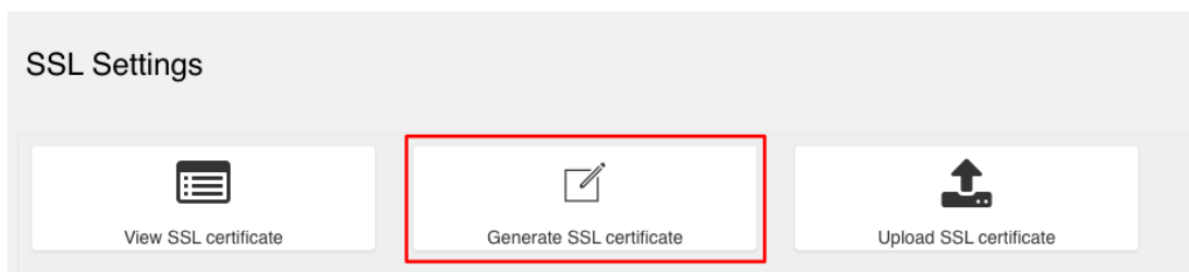 SSL Settings
View SSL certificate
Generate SSL certificate
Upload SSL certificate